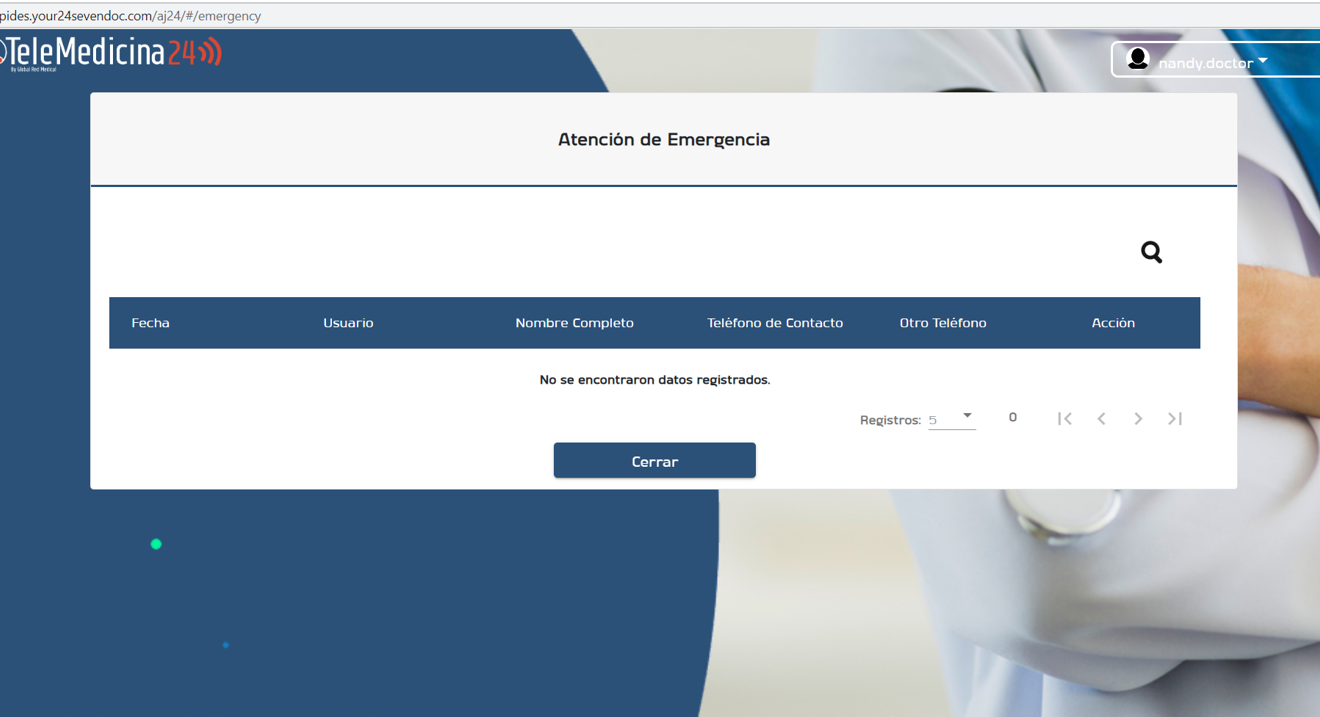 pides.your24sevendoc.com/aj24/#/emergency
TeleMedicina24
by Global Red Medical
nandy.doctor
Atención de Emergencia
Fecha Usuario Nombre Completo Teléfono de Contacto Otro Teléfono Acción
No se encontraron datos registrados.
Registros: 5 0
Cerrar